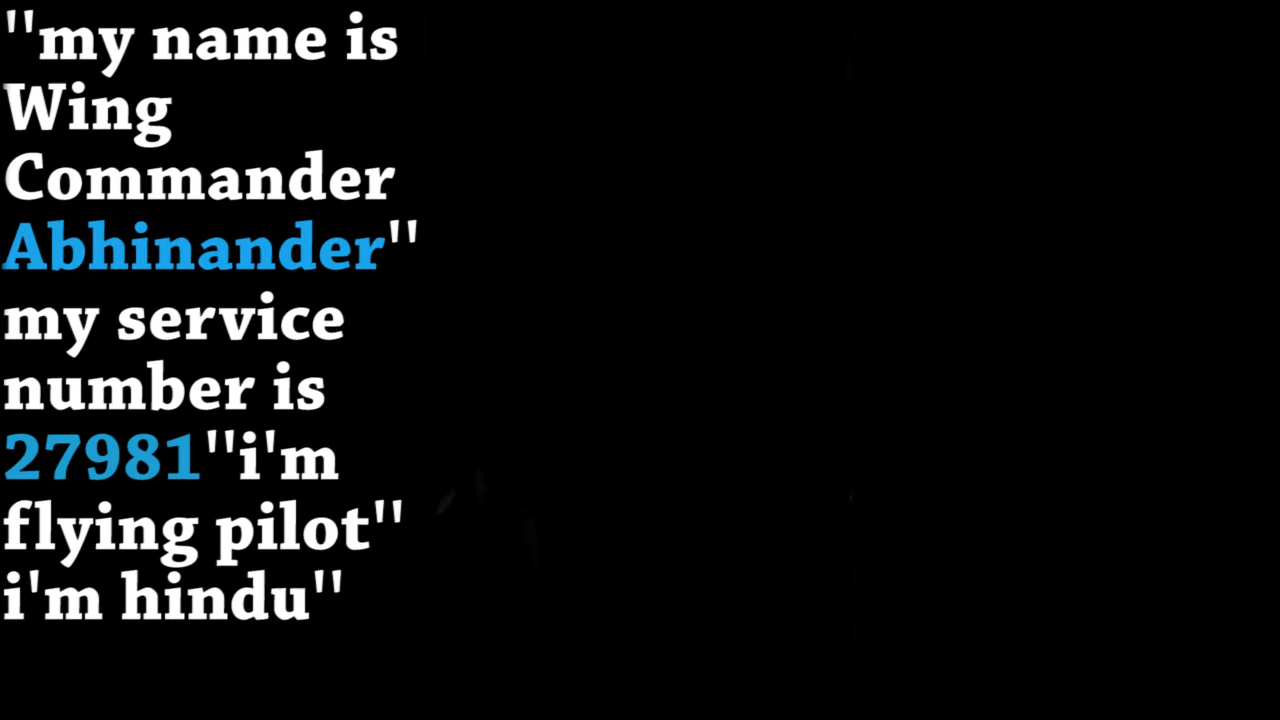 "my name is
Wing
Commander
Abhinander"
my service
number is
27981"i'm
flying pilot"
i'm hindu"